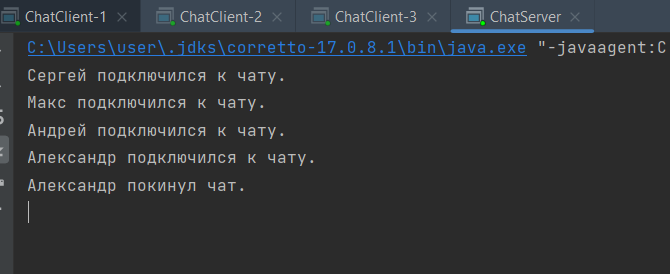 ChatClient-1 ChatClient-2 ChatClient-3 ChatServer
C:\Users\user\.jdks\corretto-17.0.8.1\bin\java.exe "-javaagent:C
Сергей подключился к чату.
Макс подключился к чату.
Андрей подключился к чату.
Александр подключился к чату.
Александр покинул чат.